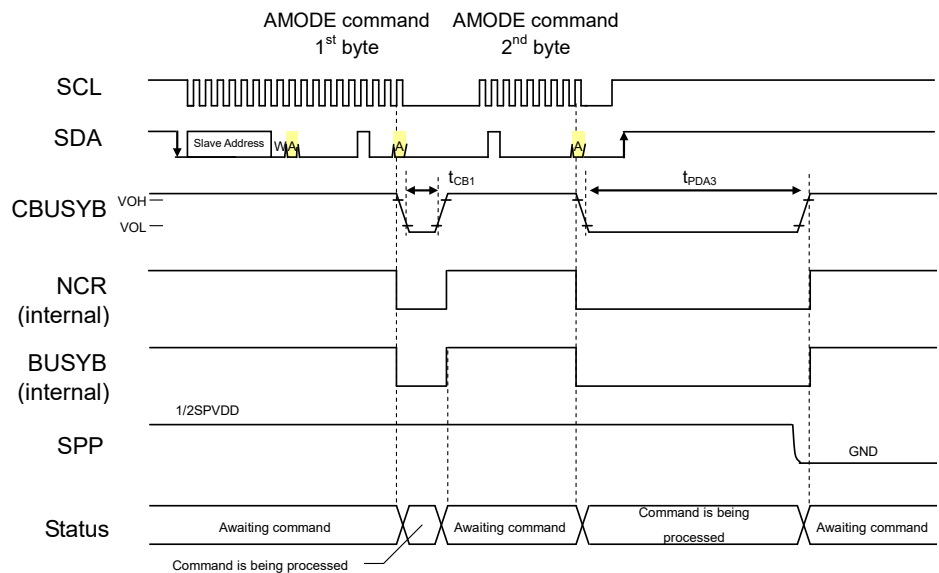 AMODE command
1st byte
AMODE command
2nd byte
SCL
SDA
Slave Address
W
A
A
A
tCB1
tPDA3
CBUSYB
VOH
VOL
NCR
(internal)
BUSYB
(internal)
1/2SPVDD
SPP
GND
Status
Awaiting command
Awaiting command
Command is being
processed
Awaiting command
Command is being processed